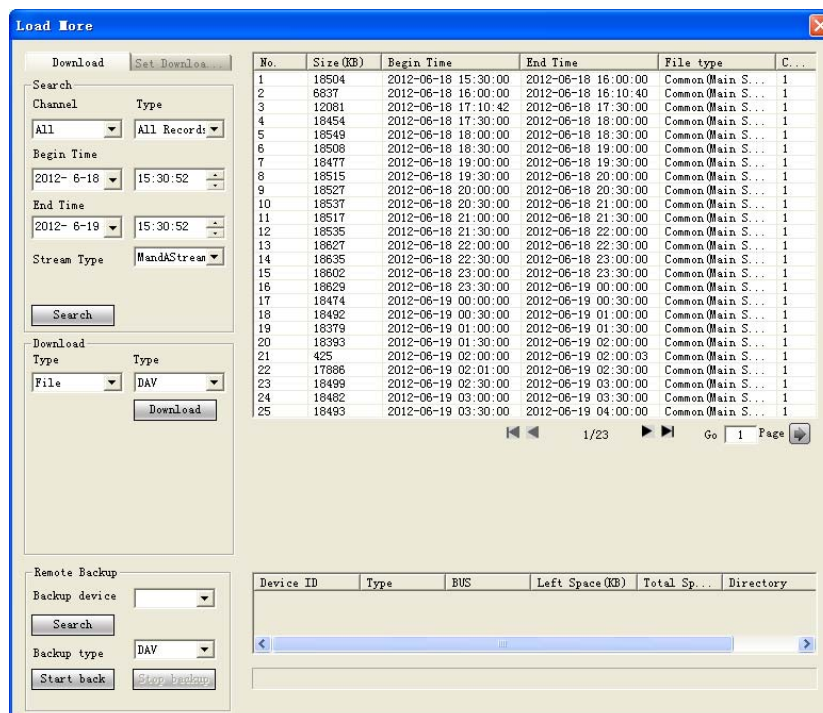 Load More
Download Set Downloa...
Search
Channel Type
All All Records
Begin Time
2012- 6-18 15:30:52
End Time
2012- 6-19 15:30:52
Stream Type MandAStream
Search
Download
Type Type
File DAV
Download
Remote Backup
Backup device
Search
Backup type DAV
Start back Stop backup
No. Size(KB) Begin Time End Time File type C...
1 18504 2012-06-18 15:30:00 2012-06-18 16:00:00 Common(Main S... 1
2 6837 2012-06-18 16:00:00 2012-06-18 16:10:40 Common(Main S... 1
3 12081 2012-06-18 17:10:42 2012-06-18 17:30:00 Common(Main S... 1
4 18454 2012-06-18 17:30:00 2012-06-18 18:00:00 Common(Main S... 1
5 18549 2012-06-18 18:00:00 2012-06-18 18:30:00 Common(Main S... 1
6 18508 2012-06-18 18:30:00 2012-06-18 19:00:00 Common(Main S... 1
7 18477 2012-06-18 19:00:00 2012-06-18 19:30:00 Common(Main S... 1
8 18515 2012-06-18 19:30:00 2012-06-18 20:00:00 Common(Main S... 1
9 18527 2012-06-18 20:00:00 2012-06-18 20:30:00 Common(Main S... 1
10 18537 2012-06-18 20:30:00 2012-06-18 21:00:00 Common(Main S... 1
11 18517 2012-06-18 21:00:00 2012-06-18 21:30:00 Common(Main S... 1
12 18535 2012-06-18 21:30:00 2012-06-18 22:00:00 Common(Main S... 1
13 18627 2012-06-18 22:00:00 2012-06-18 22:30:00 Common(Main S... 1
14 18635 2012-06-18 22:30:00 2012-06-18 23:00:00 Common(Main S... 1
15 18602 2012-06-18 23:00:00 2012-06-18 23:30:00 Common(Main S... 1
16 18629 2012-06-18 23:30:00 2012-06-19 00:00:00 Common(Main S... 1
17 18474 2012-06-19 00:00:00 2012-06-19 00:30:00 Common(Main S... 1
18 18492 2012-06-19 00:30:00 2012-06-19 01:00:00 Common(Main S... 1
19 18379 2012-06-19 01:00:00 2012-06-19 01:30:00 Common(Main S... 1
20 18393 2012-06-19 01:30:00 2012-06-19 02:00:00 Common(Main S... 1
21 425 2012-06-19 02:00:00 2012-06-19 02:00:03 Common(Main S... 1
22 17886 2012-06-19 02:01:00 2012-06-19 02:30:00 Common(Main S... 1
23 18499 2012-06-19 02:30:00 2012-06-19 03:00:00 Common(Main S... 1
24 18482 2012-06-19 03:00:00 2012-06-19 03:30:00 Common(Main S... 1
25 18493 2012-06-19 03:30:00 2012-06-19 04:00:00 Common(Main S... 1
1/23 Go 1 Page
Device ID Type BUS Left Space(KB) Total Sp... Directory